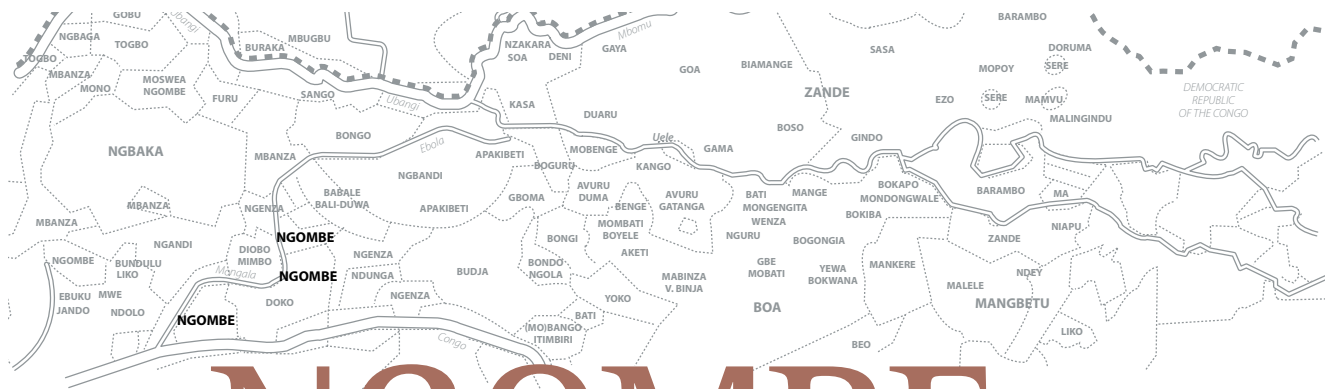 GOBU
BARAMBO
NGBAGA
TOGBO
Ubangi
BURAKA
MBUGBU
NZAKARA
SOA
DENI
GAYA
Mbomu
SASA
DORUMA
SERE
TOGBO
MBANZA
MONO
MOSWEA
NGOMBE
FURU
SANGO
Ubangi
KASA
GOA
BIAMANGE
ZANDE
MOPOY
EZO
SERE
MAMVU
MALINGINDU
DEMOCRATIC
REPUBLIC
OF THE CONGO
DUARU
BOSO
GINDO
BONGO
Ebola
Uele
NGBAKA
MBANZA
APAKIBETI
BOGURU
MOBENGE
KANGO
GAMA
NGBANDI
BABALE
BALI-DUWA
APAKIBETI
GBOMA
AVURU
DUMA
BENGE
AVURU
GATANGA
BATI
MANGE
MONGENGITA
WENZA
BOKAPO
MONDONGWALE
BOKIBA
BARAMBO
MA
MBANZA
MBANZA
NGENZA
MOMBATI
BOYELE
NGURU
BOGONGIA
ZANDE
NIAPU
NGANDI
DIOBO
MIMBO
NGOMBE
NGENZA
BONGI
AKETI
NGOMBE
BUNDULU
LIKO
Mongala
NGOMBE
NDUNGA
BUDJA
BONDO
NGOLA
MABINZA
V. BINJA
GBE
MOBATI
YEWA
BOKWANA
MANKERE
NDEY
MALELE
MANGBETU
EBUKU
JANDO
MWE
NDOLO
DOKO
NGENZA
YOKO
BOA
NGOMBE
BATI
(MO)BANGO
ITIMBIRI
Congo
BEO
LIKO
NGOMBE